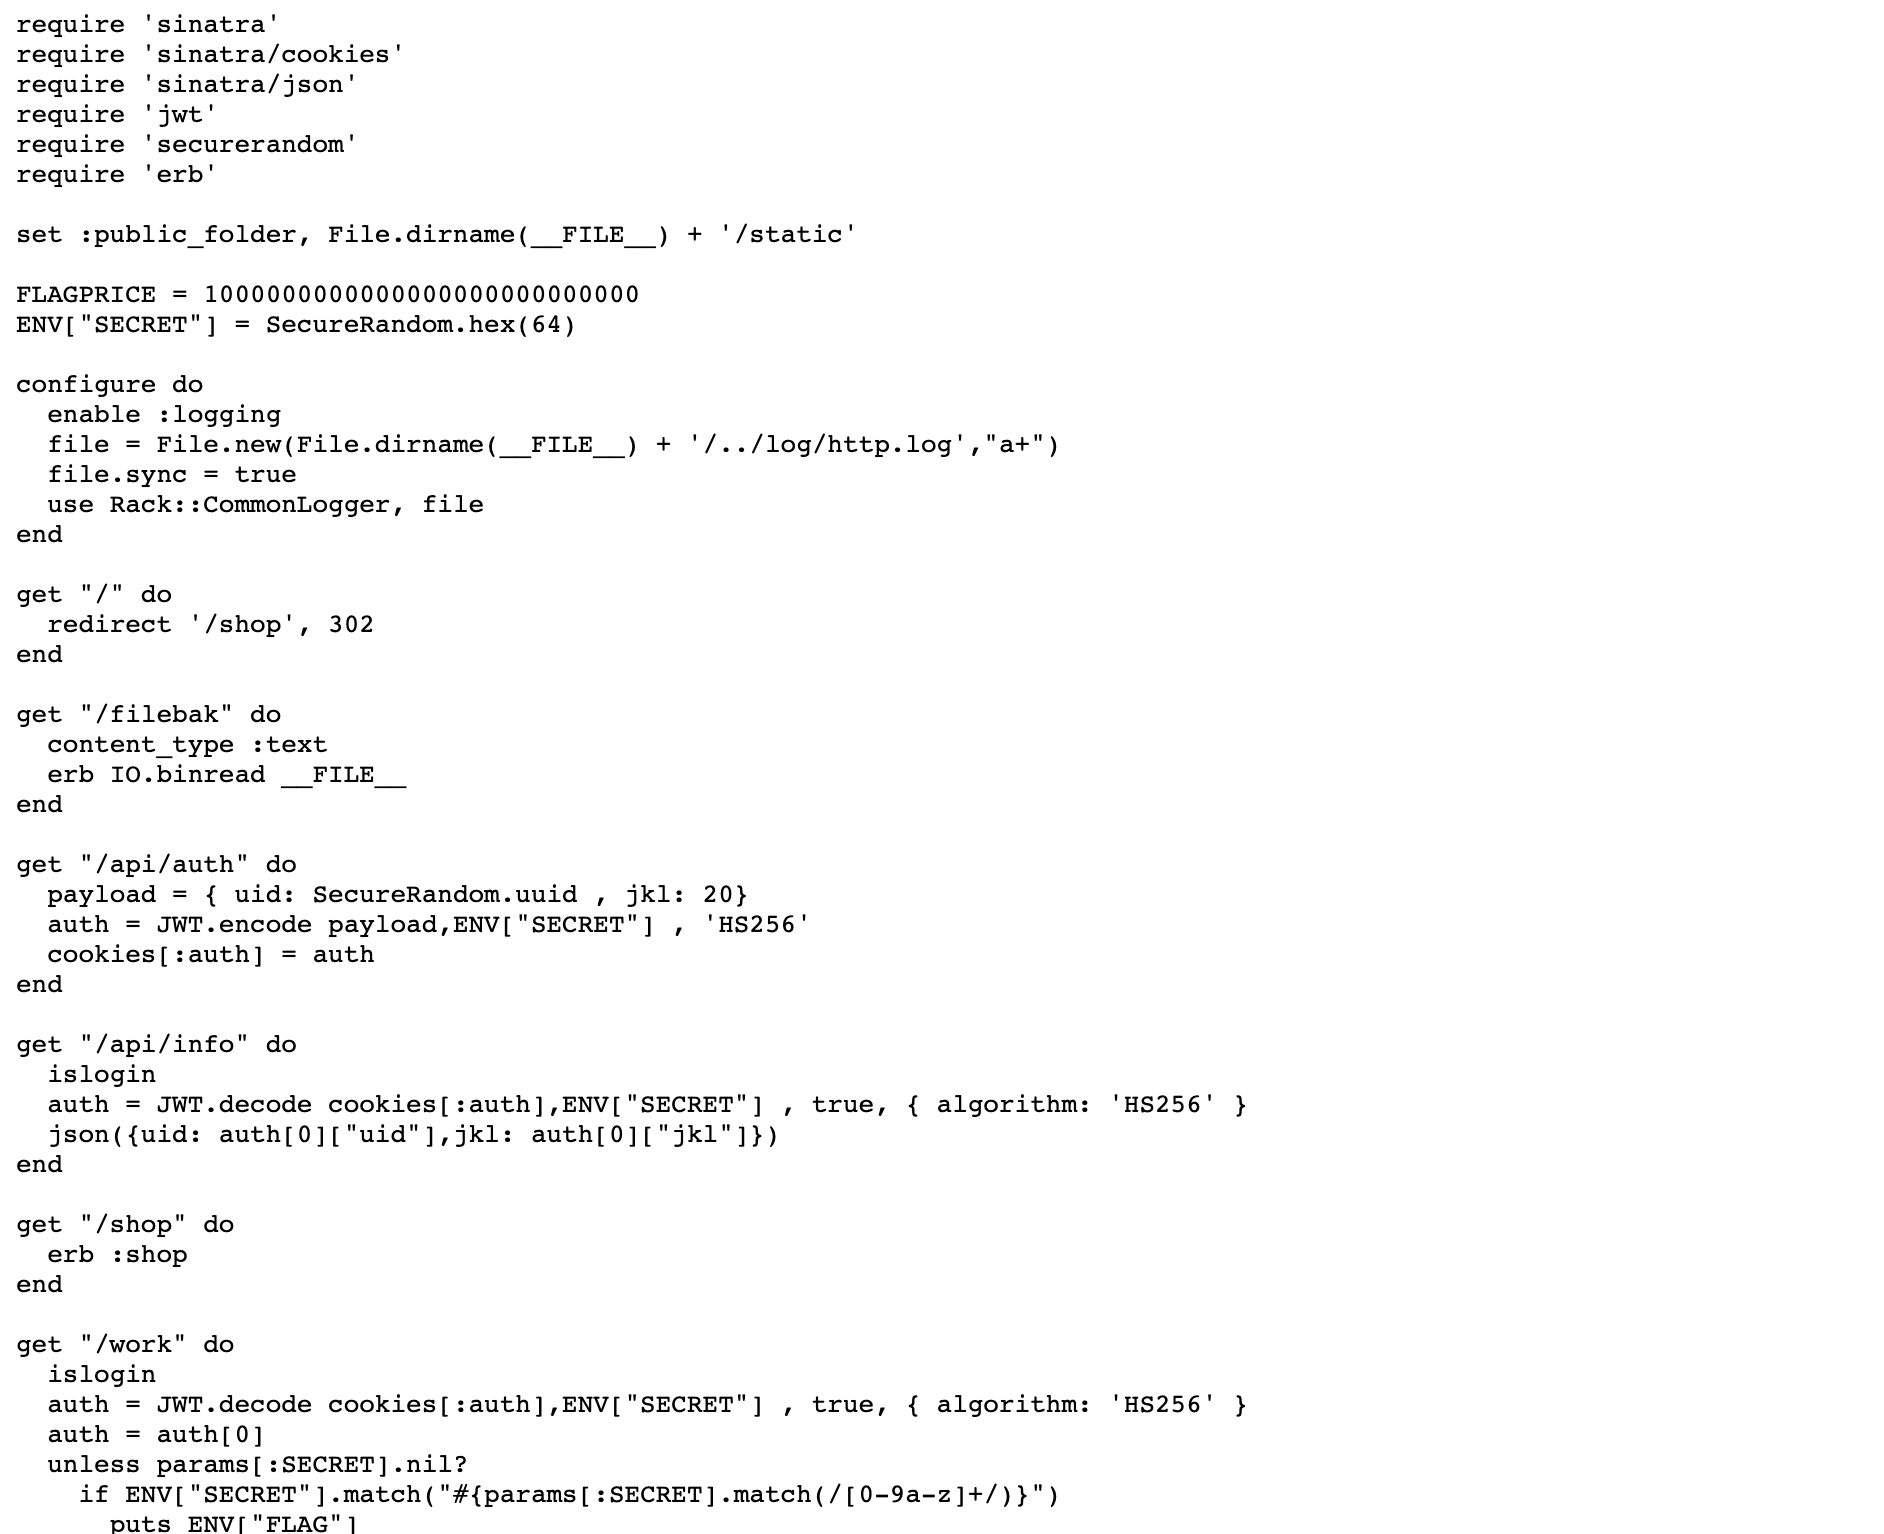 require 'sinatra'
require 'sinatra/cookies'
require 'sinatra/json'
require 'jwt'
require 'securerandom'
require 'erb'

set :public_folder, File.dirname(__FILE__) + '/static'

FLAGPRICE = 1000000000000000000000000000
ENV["SECRET"] = SecureRandom.hex(64)

configure do
  enable :logging
  file = File.new(File.dirname(__FILE__) + '/../log/http.log',"a+")
  file.sync = true
  use Rack::CommonLogger, file
end

get "/" do
  redirect '/shop', 302
end

get "/filebak" do
  content_type :text
  erb IO.binread __FILE__
end

get "/api/auth" do
  payload = { uid: SecureRandom.uuid , jkl: 20}
  auth = JWT.encode payload,ENV["SECRET"] , 'HS256'
  cookies[:auth] = auth
end

get "/api/info" do
  islogin
  auth = JWT.decode cookies[:auth],ENV["SECRET"] , true, { algorithm: 'HS256' }
  json({uid: auth[0]["uid"],jkl: auth[0]["jkl"]})
end

get "/shop" do
  erb :shop
end

get "/work" do
  islogin
  auth = JWT.decode cookies[:auth],ENV["SECRET"] , true, { algorithm: 'HS256' }
  auth = auth[0]
  unless params[:SECRET].nil?
    if ENV["SECRET"].match("#{params[:SECRET].match(/[0-9a-z]+/)}")
      puts ENV["FLAG"]